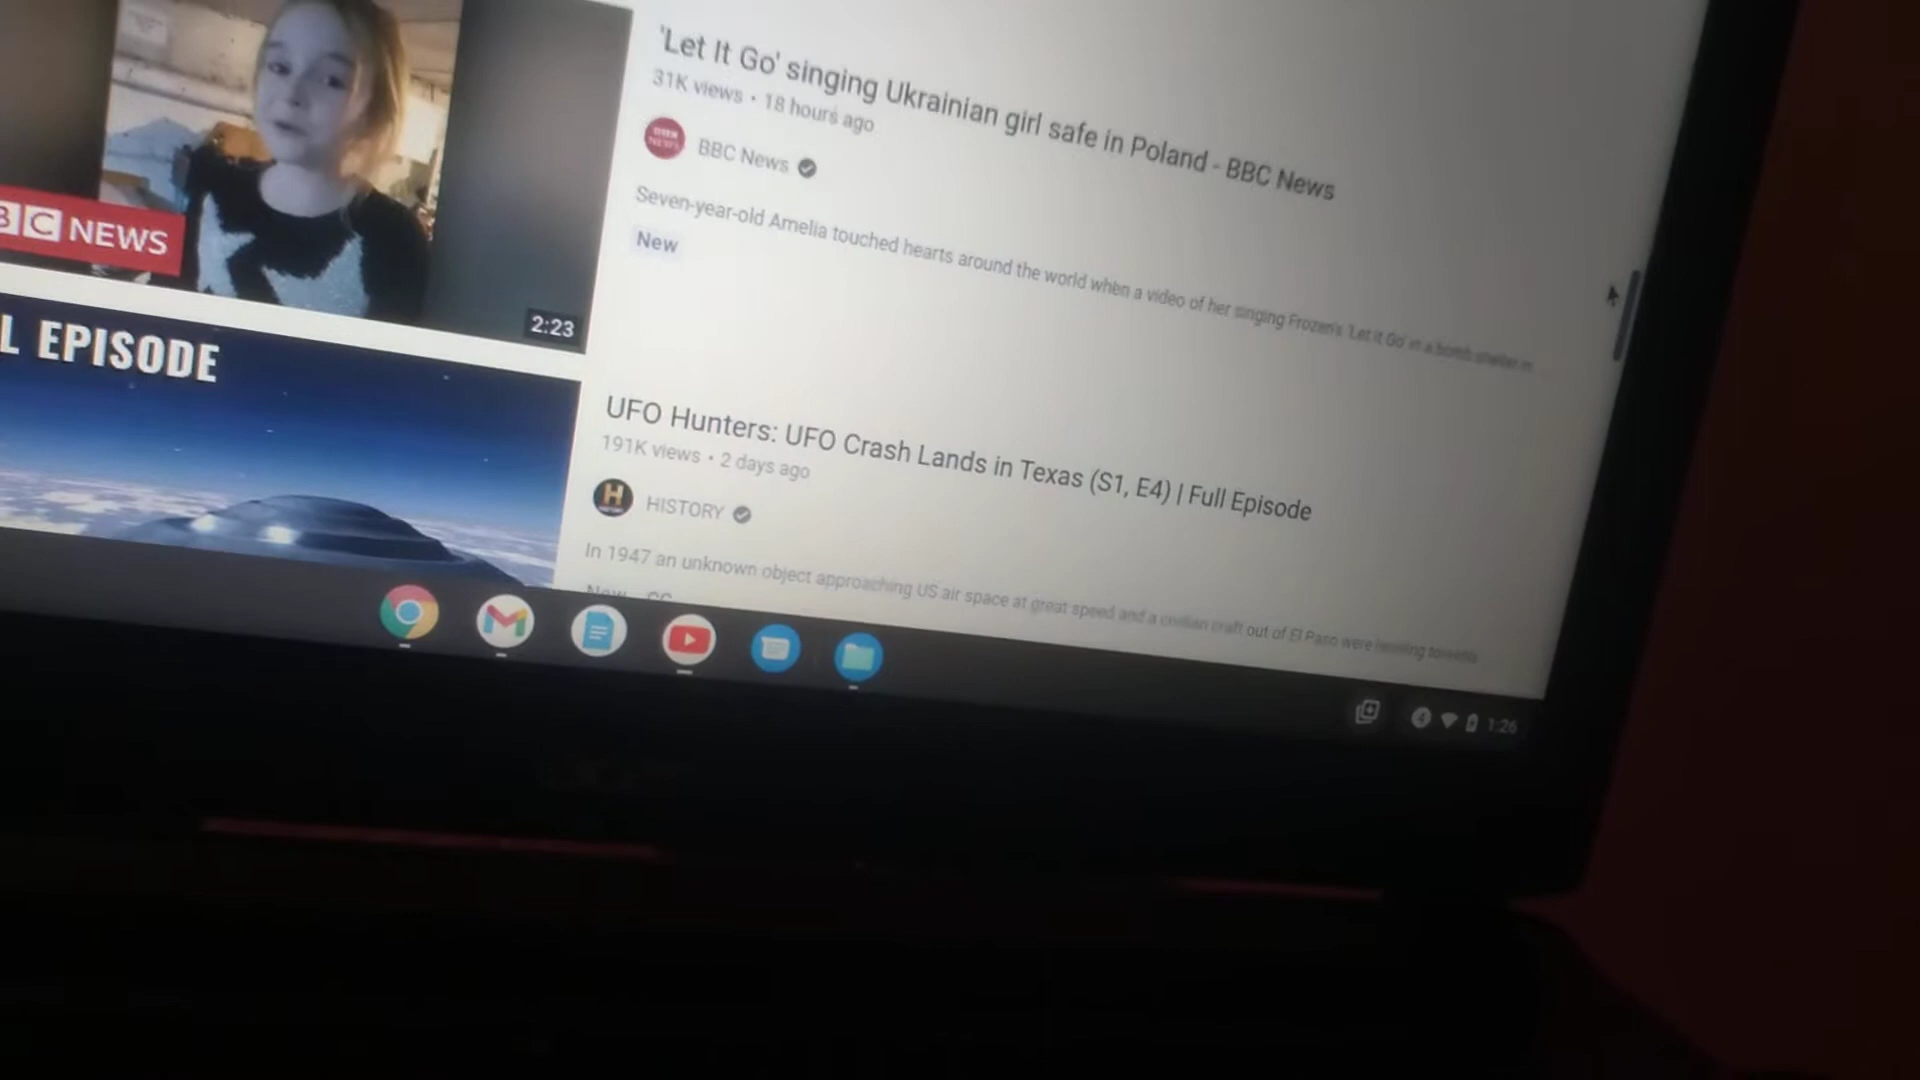 'Let It Go' singing Ukrainian girl safe in Poland - BBC News
31K views • 18 hours ago
BBC News
Seven-year-old Amelia touched hearts around the world when a video of her singing Frozen's 'Let it Go' in a bomb shelter in
New
BC NEWS
2:23
L EPISODE
UFO Hunters: UFO Crash Lands in Texas (S1, E4) | Full Episode
191K views • 2 days ago
H
HISTORY
In 1947 an unknown object approaching US air space at great speed and a civilian craft out of El Paso were heading towards
New CC
4 1:26